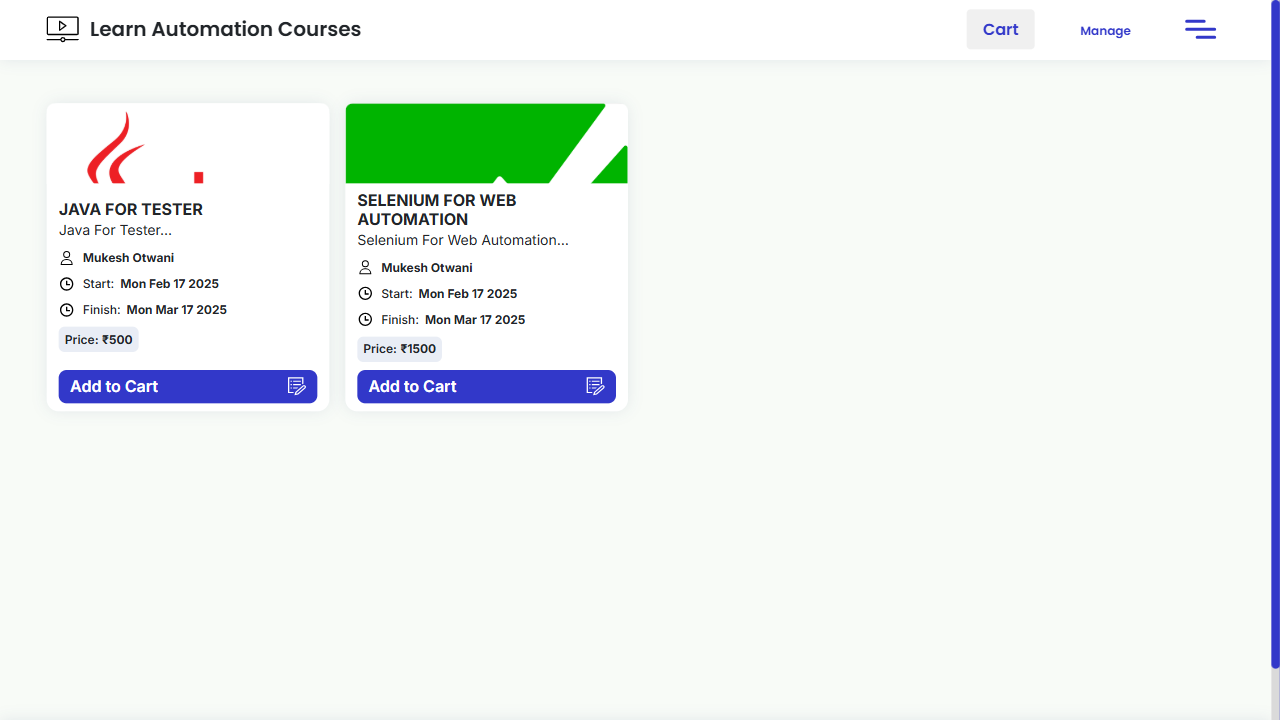 Learn Automation Courses
Cart
Manage
JAVA FOR TESTER
Java For Tester...
Mukesh Otwani
Start: Mon Feb 17 2025
Finish: Mon Mar 17 2025
Price: ₹500
Add to Cart
SELENIUM FOR WEB
AUTOMATION
Selenium For Web Automation...
Mukesh Otwani
Start: Mon Feb 17 2025
Finish: Mon Mar 17 2025
Price: ₹1500
Add to Cart